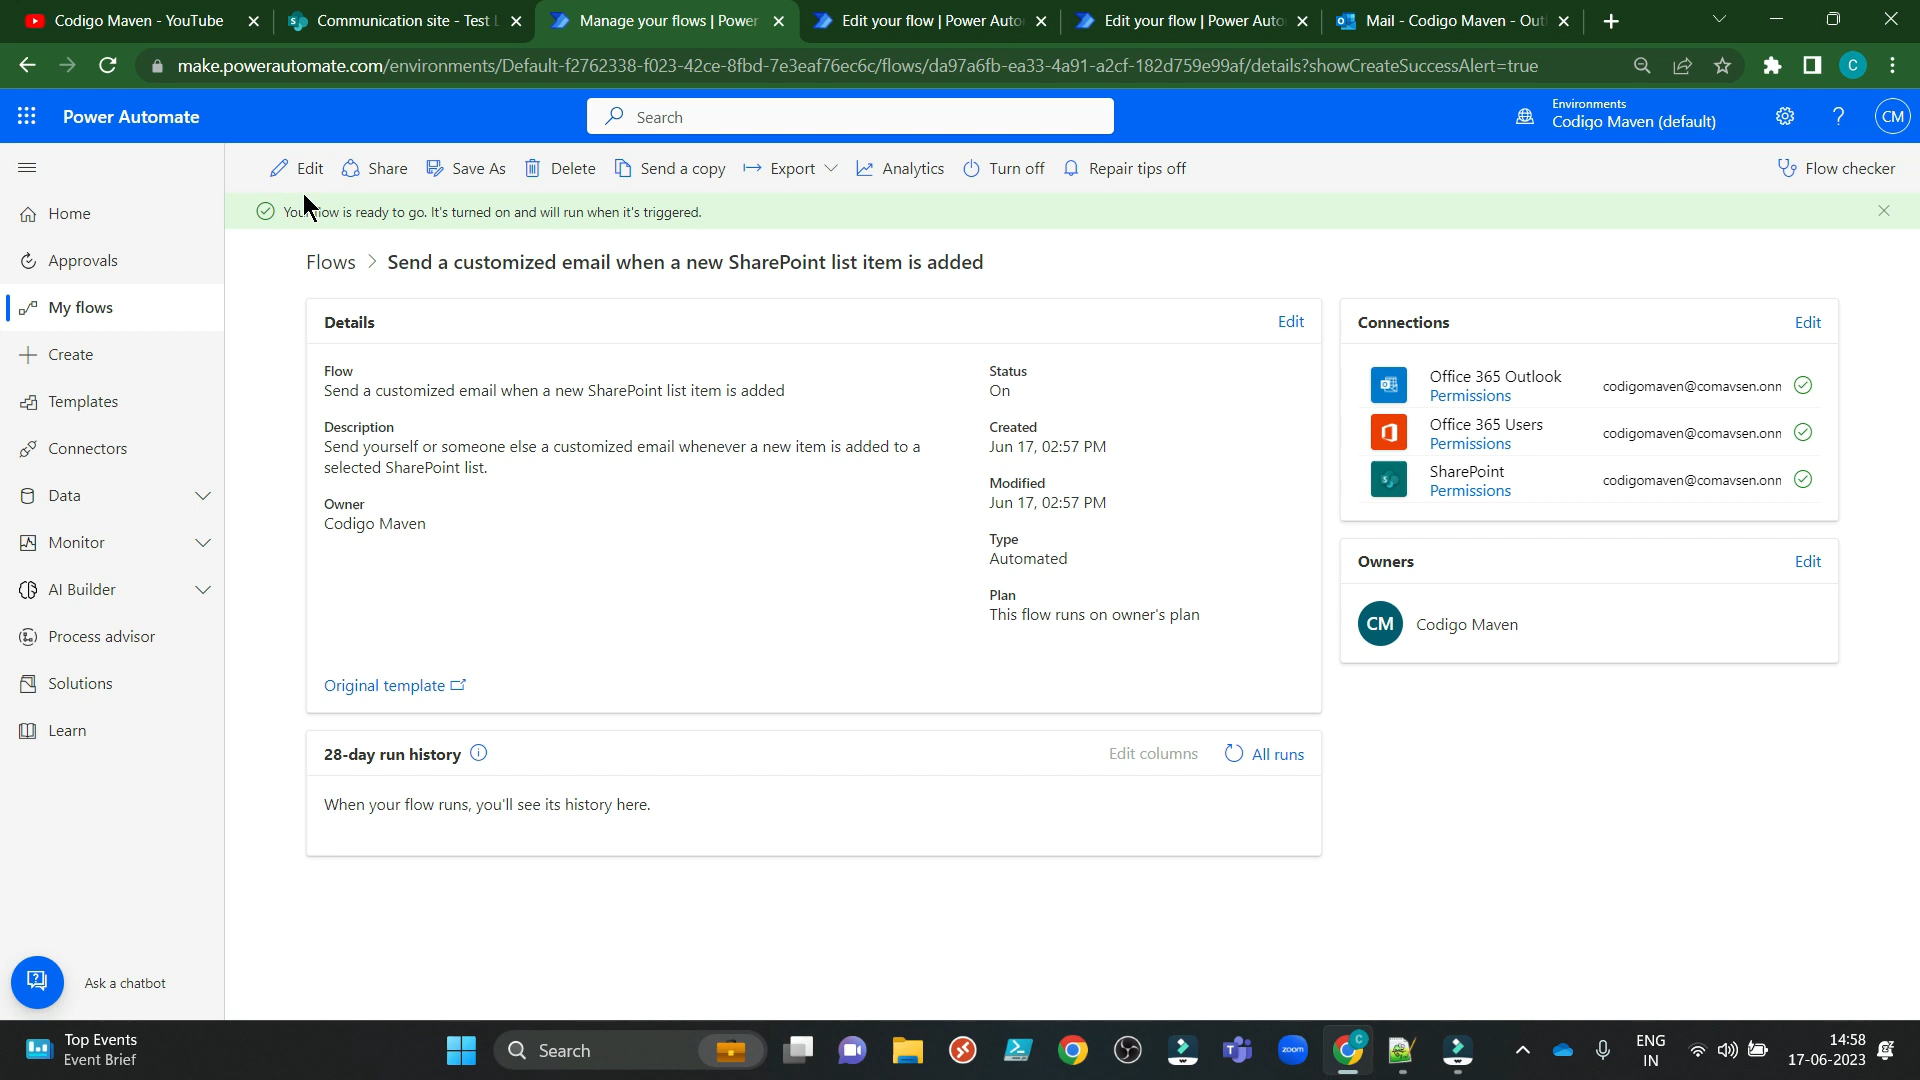 Codigo Maven - YouTube
Communication site - Test L
Manage your flows | Power
Edit your flow | Power Auto
Edit your flow | Power Auto
Mail - Codigo Maven - Out
make.powerautomate.com/environments/Default-f2762338-f023-42ce-8fbd-7e3eaf76ec6c/flows/da97a6fb-ea33-4a91-a2cf-182d759e99af/details?showCreateSuccessAlert=true
C
Power Automate
Search
Environments
Codigo Maven (default)
?
CM
Edit
Share
Save As
Delete
Send a copy
Export
Analytics
Turn off
Repair tips off
Flow checker
flow is ready to go. It's turned on and will run when it's triggered.
Home
Approvals
My flows
Create
Templates
Connectors
Data
Monitor
AI Builder
Process advisor
Solutions
Learn
Ask a chatbot
Flows > Send a customized email when a new SharePoint list item is added
Details
Edit
Flow
Send a customized email when a new SharePoint list item is added
Description
Send yourself or someone else a customized email whenever a new item is added to a
selected SharePoint list.
Owner
Codigo Maven
Status
On
Created
Jun 17, 02:57 PM
Modified
Jun 17, 02:57 PM
Type
Automated
Plan
This flow runs on owner's plan
Original template
28-day run history
Edit columns
All runs
When your flow runs, you'll see its history here.
Connections
Edit
Office 365 Outlook
Permissions
codigomaven@comavsen.onn
Office 365 Users
Permissions
codigomaven@comavsen.onn
SharePoint
Permissions
codigomaven@comavsen.onn
Owners
Edit
CM
Codigo Maven
Top Events
Event Brief
Search
zoom
C
ENG
IN
14:58
17-06-2023